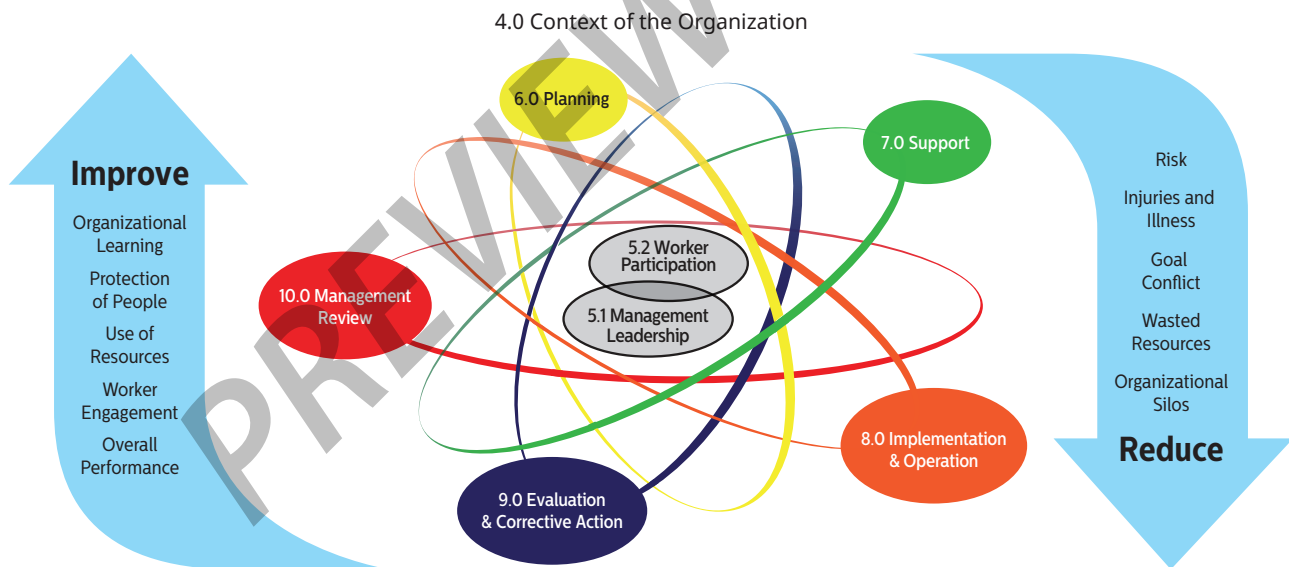 4.0 Context of the Organization
6.0 Planning
7.0 Support
Improve
Organizational
Learning
Protection
of People
Use of
Resources
Worker
Engagement
Overall
Performance
5.2 Worker
Participation
5.1 Management
Leadership
10.0 Management
Review
Risk
Injuries and
Illness
Goal
Conflict
Wasted
Resources
Organizational
Silos
Reduce
8.0 Implementation
& Operation
9.0 Evaluation
& Corrective Action
PREVIEW